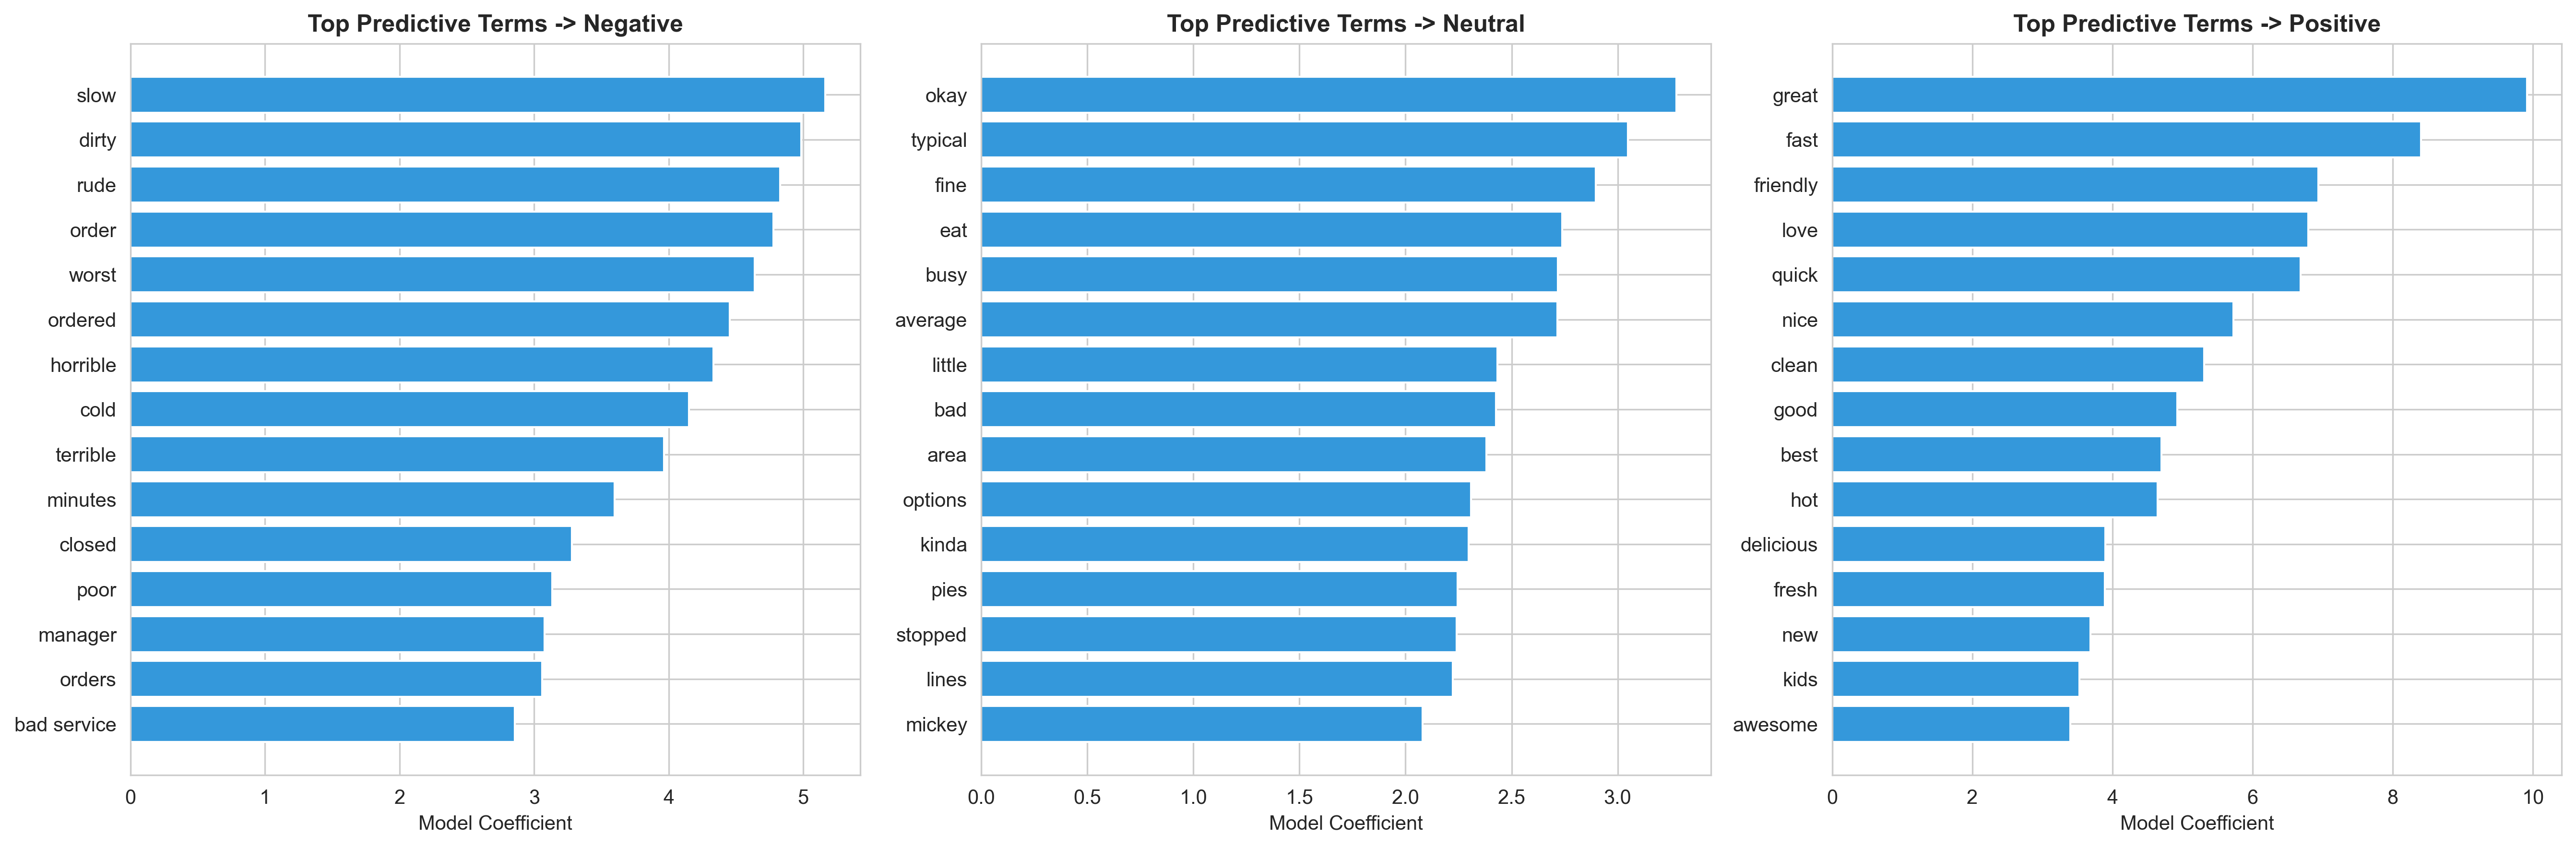 Top Predictive Terms -> Negative
slow
dirty
rude
order
worst
ordered
horrible
cold
terrible
minutes
closed
poor
manager
orders
bad service
0 1 2 3 4 5
Model Coefficient
Top Predictive Terms -> Neutral
okay
typical
fine
eat
busy
average
little
bad
area
options
kinda
pies
stopped
lines
mickey
0.0 0.5 1.0 1.5 2.0 2.5 3.0
Model Coefficient
Top Predictive Terms -> Positive
great
fast
friendly
love
quick
nice
clean
good
best
hot
delicious
fresh
new
kids
awesome
0 2 4 6 8 10
Model Coefficient